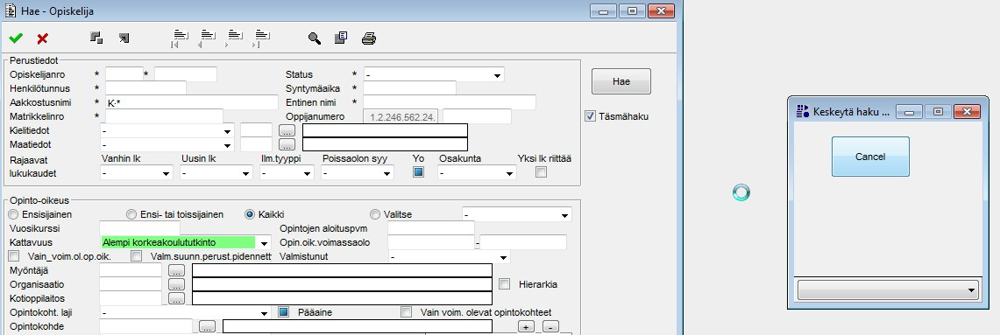 Hae - Opiskelija
Perustiedot
Opiskelijanro * * Status * -
Henkilötunnus * Syntymäaika *
Aakkostusnimi * K-* Entinen nimi *
Matrikkelinro * Oppijanumero 1.2.246.562.24.
Kielitiedot - ...
Maatiedot - ...
Hae
Täsmähaku
Rajaavat Vanhin lk Uusin lk Ilm.tyyppi Poissaolon syy Yo Osakunta Yksi lk riittää
lukukaudet - - - - -
Opinto-oikeus
Ensisijainen Ensi- tai toissijainen Kaikki Valitse -
Vuosikurssi Opintojen aloituspvm
Kattavuus Alempi korkeakoulututkinto Opin.oik.voimassaolo -
Vain_voim.ol.op.oik. Valm.suunn.perust.pidennett Valmistunut -
Myöntäjä ...
Organisaatio ... Hierarkia
Kotioppilaitos ...
Opintokoht. laji - Pääaine Vain voim. olevat opintokohteet
Opintokohde ... + -
Keskeytä haku ...
Cancel